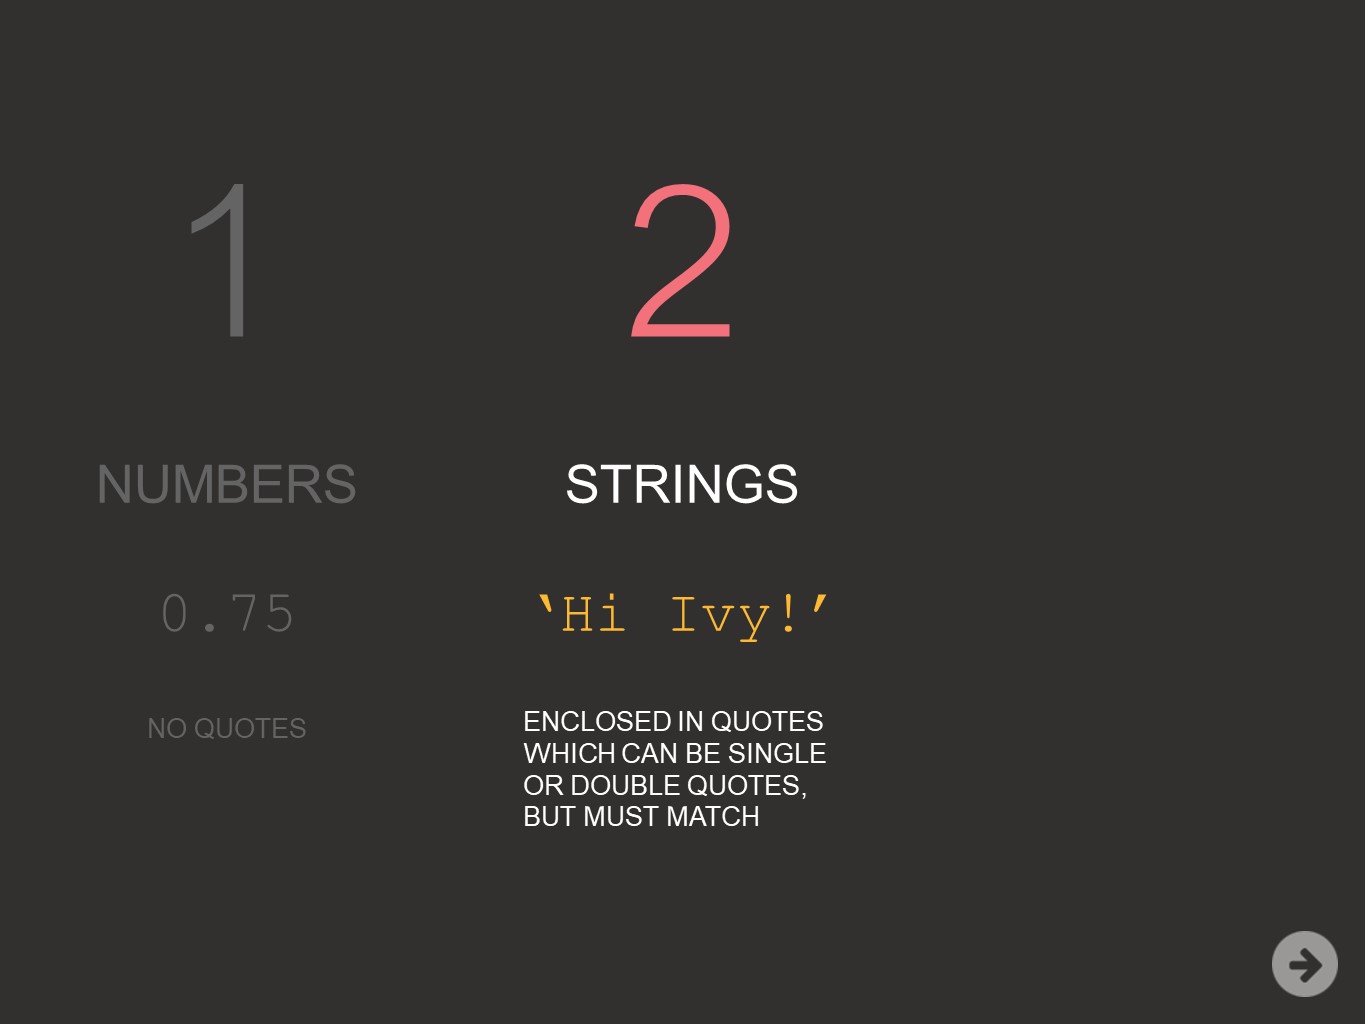 1
2
NUMBERS
STRINGS
0.75
‘Hi Ivy!’
NO QUOTES
ENCLOSED IN QUOTES
WHICH CAN BE SINGLE
OR DOUBLE QUOTES,
BUT MUST MATCH